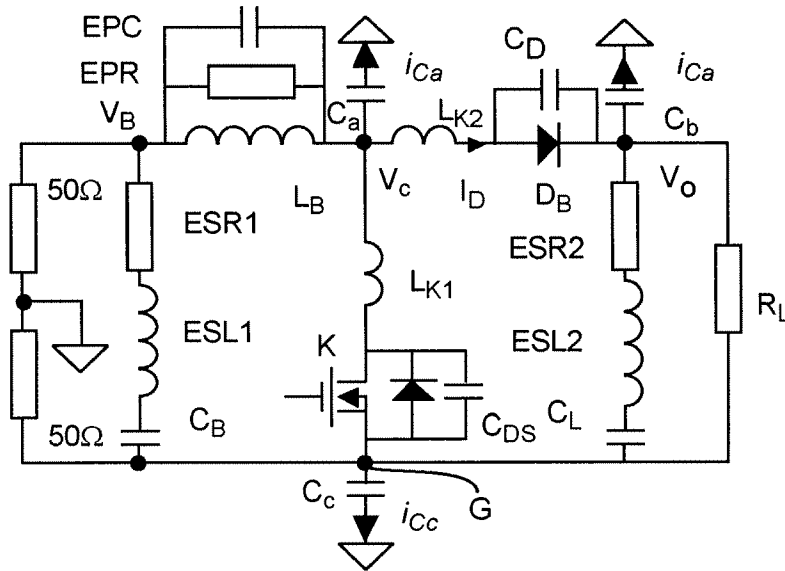 EPC
EPR
V_B
C_a
i_Ca
L_K2
C_D
i_Ca
C_b
50Ω
ESR1
L_B
V_c
I_D
D_B
V_o
ESR2
L_K1
R_L
ESL1
K
ESL2
50Ω
C_B
C_DS
C_L
C_c
i_Cc
G